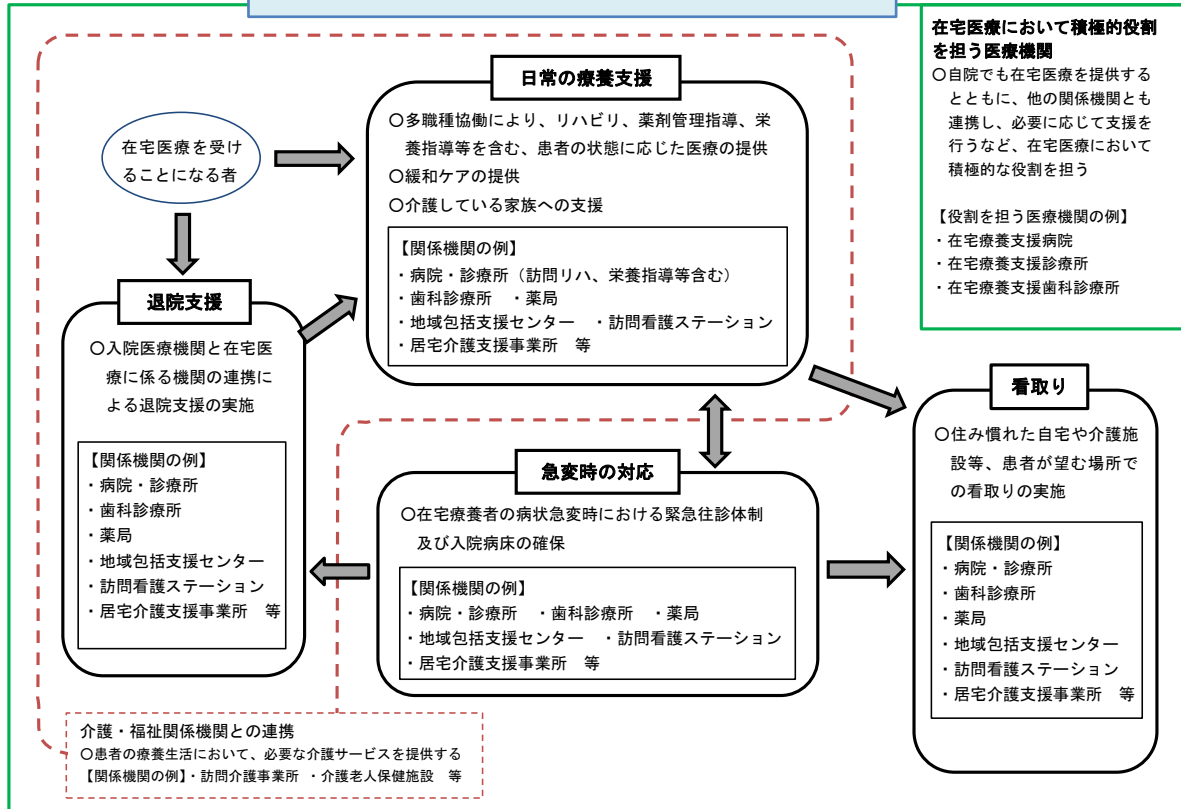 在宅医療において積極的役割
を担う医療機関
○自院でも在宅医療を提供する
とともに、他の関係機関とも
連携し、必要に応じて支援を
行うなど、在宅医療において
積極的な役割を担う
【役割を担う医療機関の例】
・在宅療養支援病院
・在宅療養支援診療所
・在宅療養支援歯科診療所
日常の療養支援
○多職種協働により、リハビリ、薬剤管理指導、栄
養指導等を含む、患者の状態に応じた医療の提供
○緩和ケアの提供
○介護している家族への支援
【関係機関の例】
・病院・診療所（訪問リハ、栄養指導等含む）
・歯科診療所 ・薬局
・地域包括支援センター ・訪問看護ステーション
・居宅介護支援事業所 等
在宅医療を受け
ることになる者
退院支援
○入院医療機関と在宅医
療に係る機関の連携に
よる退院支援の実施
【関係機関の例】
・病院・診療所
・歯科診療所
・薬局
・地域包括支援センター
・訪問看護ステーション
・居宅介護支援事業所 等
急変時の対応
○在宅療養者の病状急変時における緊急往診体制
及び入院病床の確保
【関係機関の例】
・病院・診療所 ・歯科診療所 ・薬局
・地域包括支援センター ・訪問看護ステーション
・居宅介護支援事業所 等
看取り
○住み慣れた自宅や介護施
設等、患者が望む場所で
の看取りの実施
【関係機関の例】
・病院・診療所
・歯科診療所
・薬局
・地域包括支援センター
・訪問看護ステーション
・居宅介護支援事業所 等
介護・福祉関係機関との連携
○患者の療養生活において、必要な介護サービスを提供する
【関係機関の例】・訪問介護事業所 ・介護老人保健施設 等